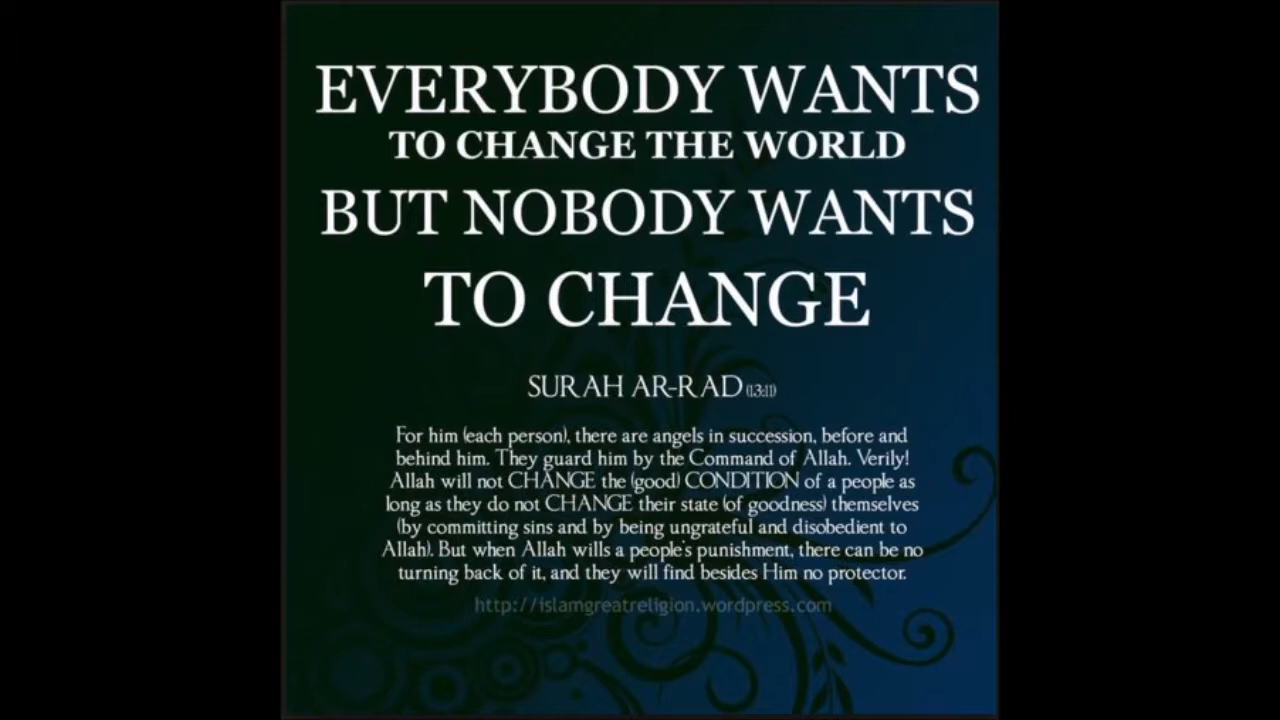 EVERYBODY WANTS
TO CHANGE THE WORLD
BUT NOBODY WANTS
TO CHANGE
SURAH AR-RAD (13:11)
For him (each person), there are angels in succession, before and
behind him. They guard him by the Command of Allah. Verily!
Allah will not CHANGE the (good) CONDITION of a people as
long as they do not CHANGE their state (of goodness) themselves
(by committing sins and by being ungrateful and disobedient to
Allah). But when Allah wills a people's punishment, there can be no
turning back of it, and they will find besides Him no protector.
http://islamgreatreligion.wordpress.com